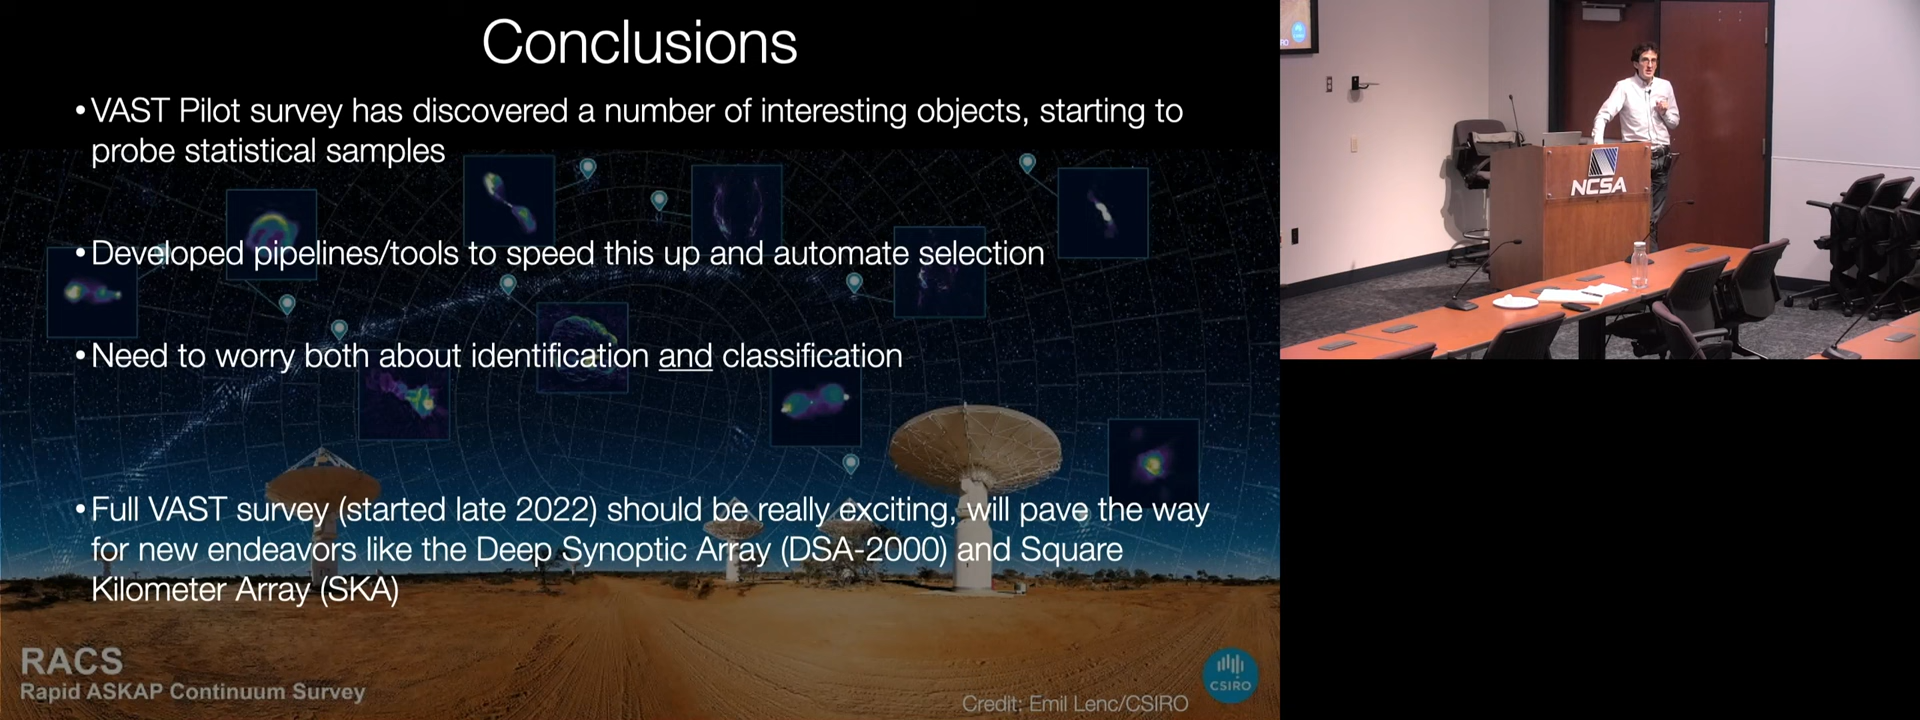 Conclusions
•VAST Pilot survey has discovered a number of interesting objects, starting to
probe statistical samples
•Developed pipelines/tools to speed this up and automate selection
•Need to worry both about identification and classification
•Full VAST survey (started late 2022) should be really exciting, will pave the way
for new endeavors like the Deep Synoptic Array (DSA-2000) and Square
Kilometer Array (SKA)
RACS
Rapid ASKAP Continuum Survey
Credit: Emil Lenc/CSIRO
CSIRO
NCSA